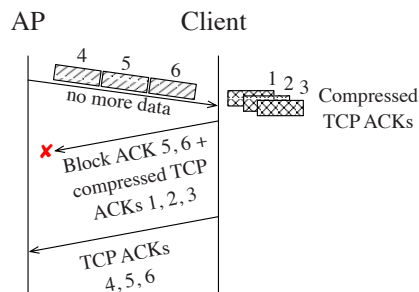 AP
Client
4
5
6
no more data
1
2
3
Compressed
TCP ACKs
Block ACK 5, 6 +
compressed TCP
ACKs 1, 2, 3
TCP ACKs
4, 5, 6